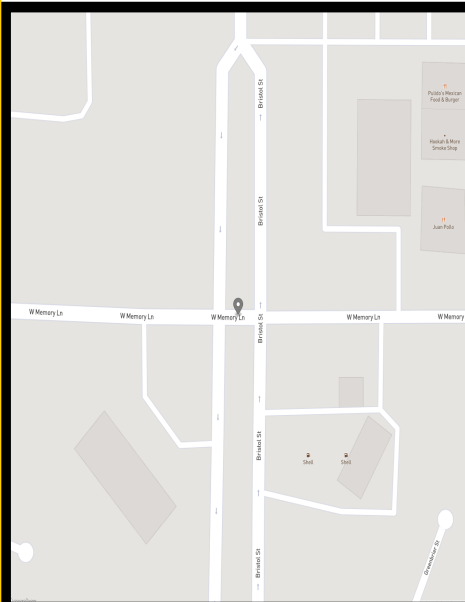 Bristol St
Pulido's Mexican
Food & Burger
Hookah & More
Smoke Shop
Bristol St
Juan Pollo
W Memory Ln
W Memory Ln
W Memory Ln
Bristol St
W Memory Ln
W Memory
Bristol St
Shell
Shell
Bristol St
Greenbrier St